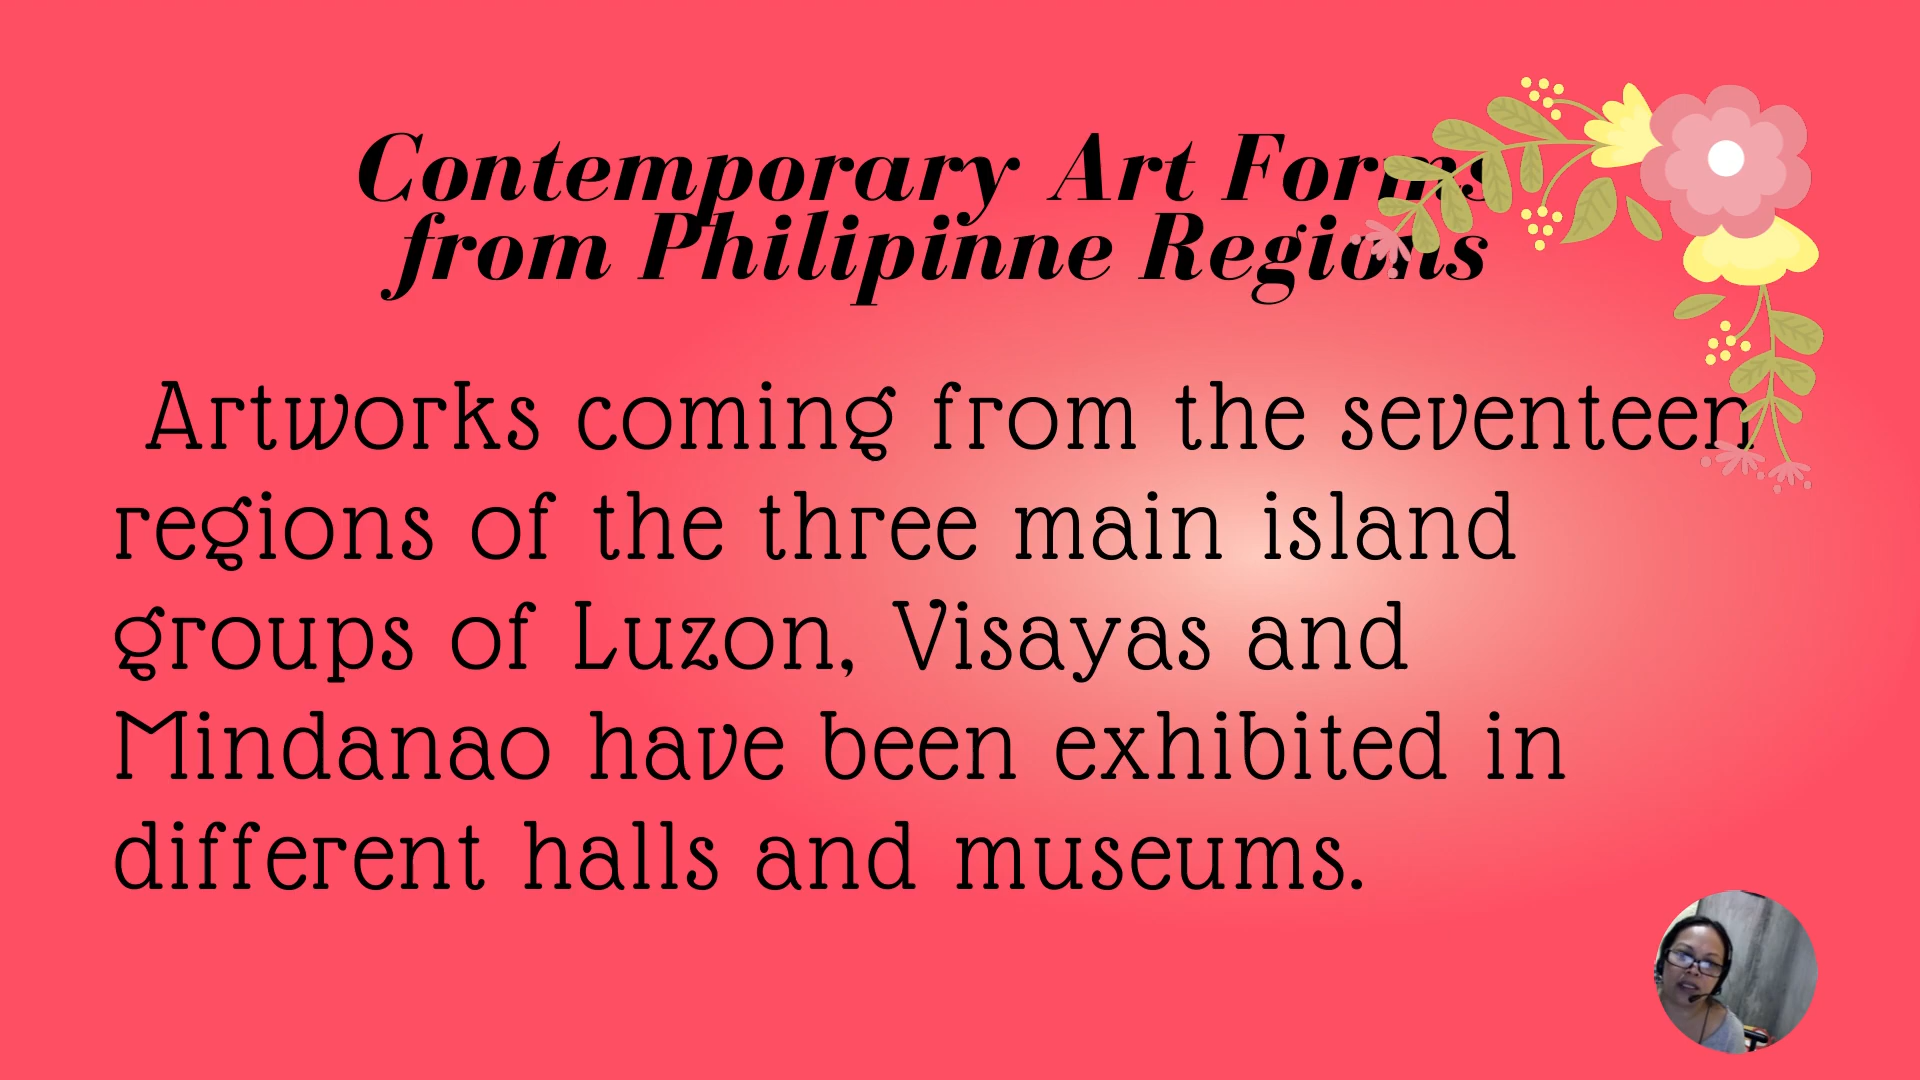 Contemporary Art Forms
from Philipinne Regions
Artworks coming from the seventeen
regions of the three main island
groups of Luzon, Visayas and
Mindanao have been exhibited in
different halls and museums.